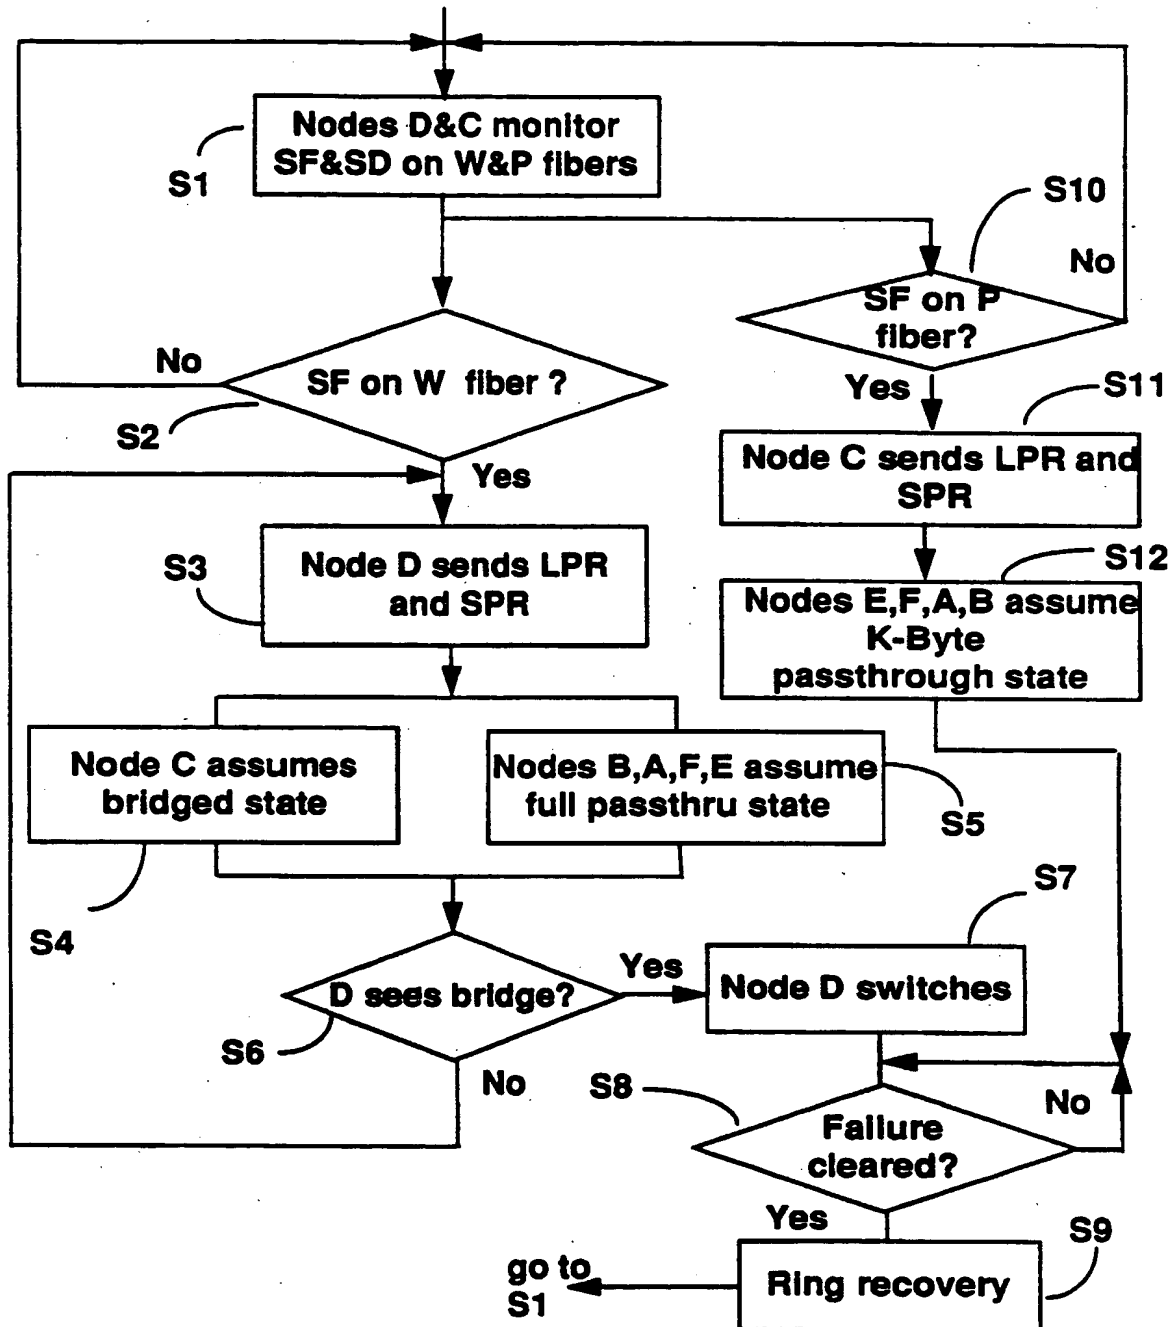 Nodes D&C monitor
SF&SD on W&P fibers
S1
S10
No
SF on P
fiber?
No
SF on W fiber ?
S2
Yes
S11
Yes
Node C sends LPR and
SPR
S3
Node D sends LPR
and SPR
S12
Nodes E,F,A,B assume
K-Byte
passthrough state
Node C assumes
bridged state
Nodes B,A,F,E assume
full passthru state
S5
S4
S7
D sees bridge?
Yes
Node D switches
S6
No
S8
No
Failure
cleared?
Yes
S9
go to
S1
Ring recovery